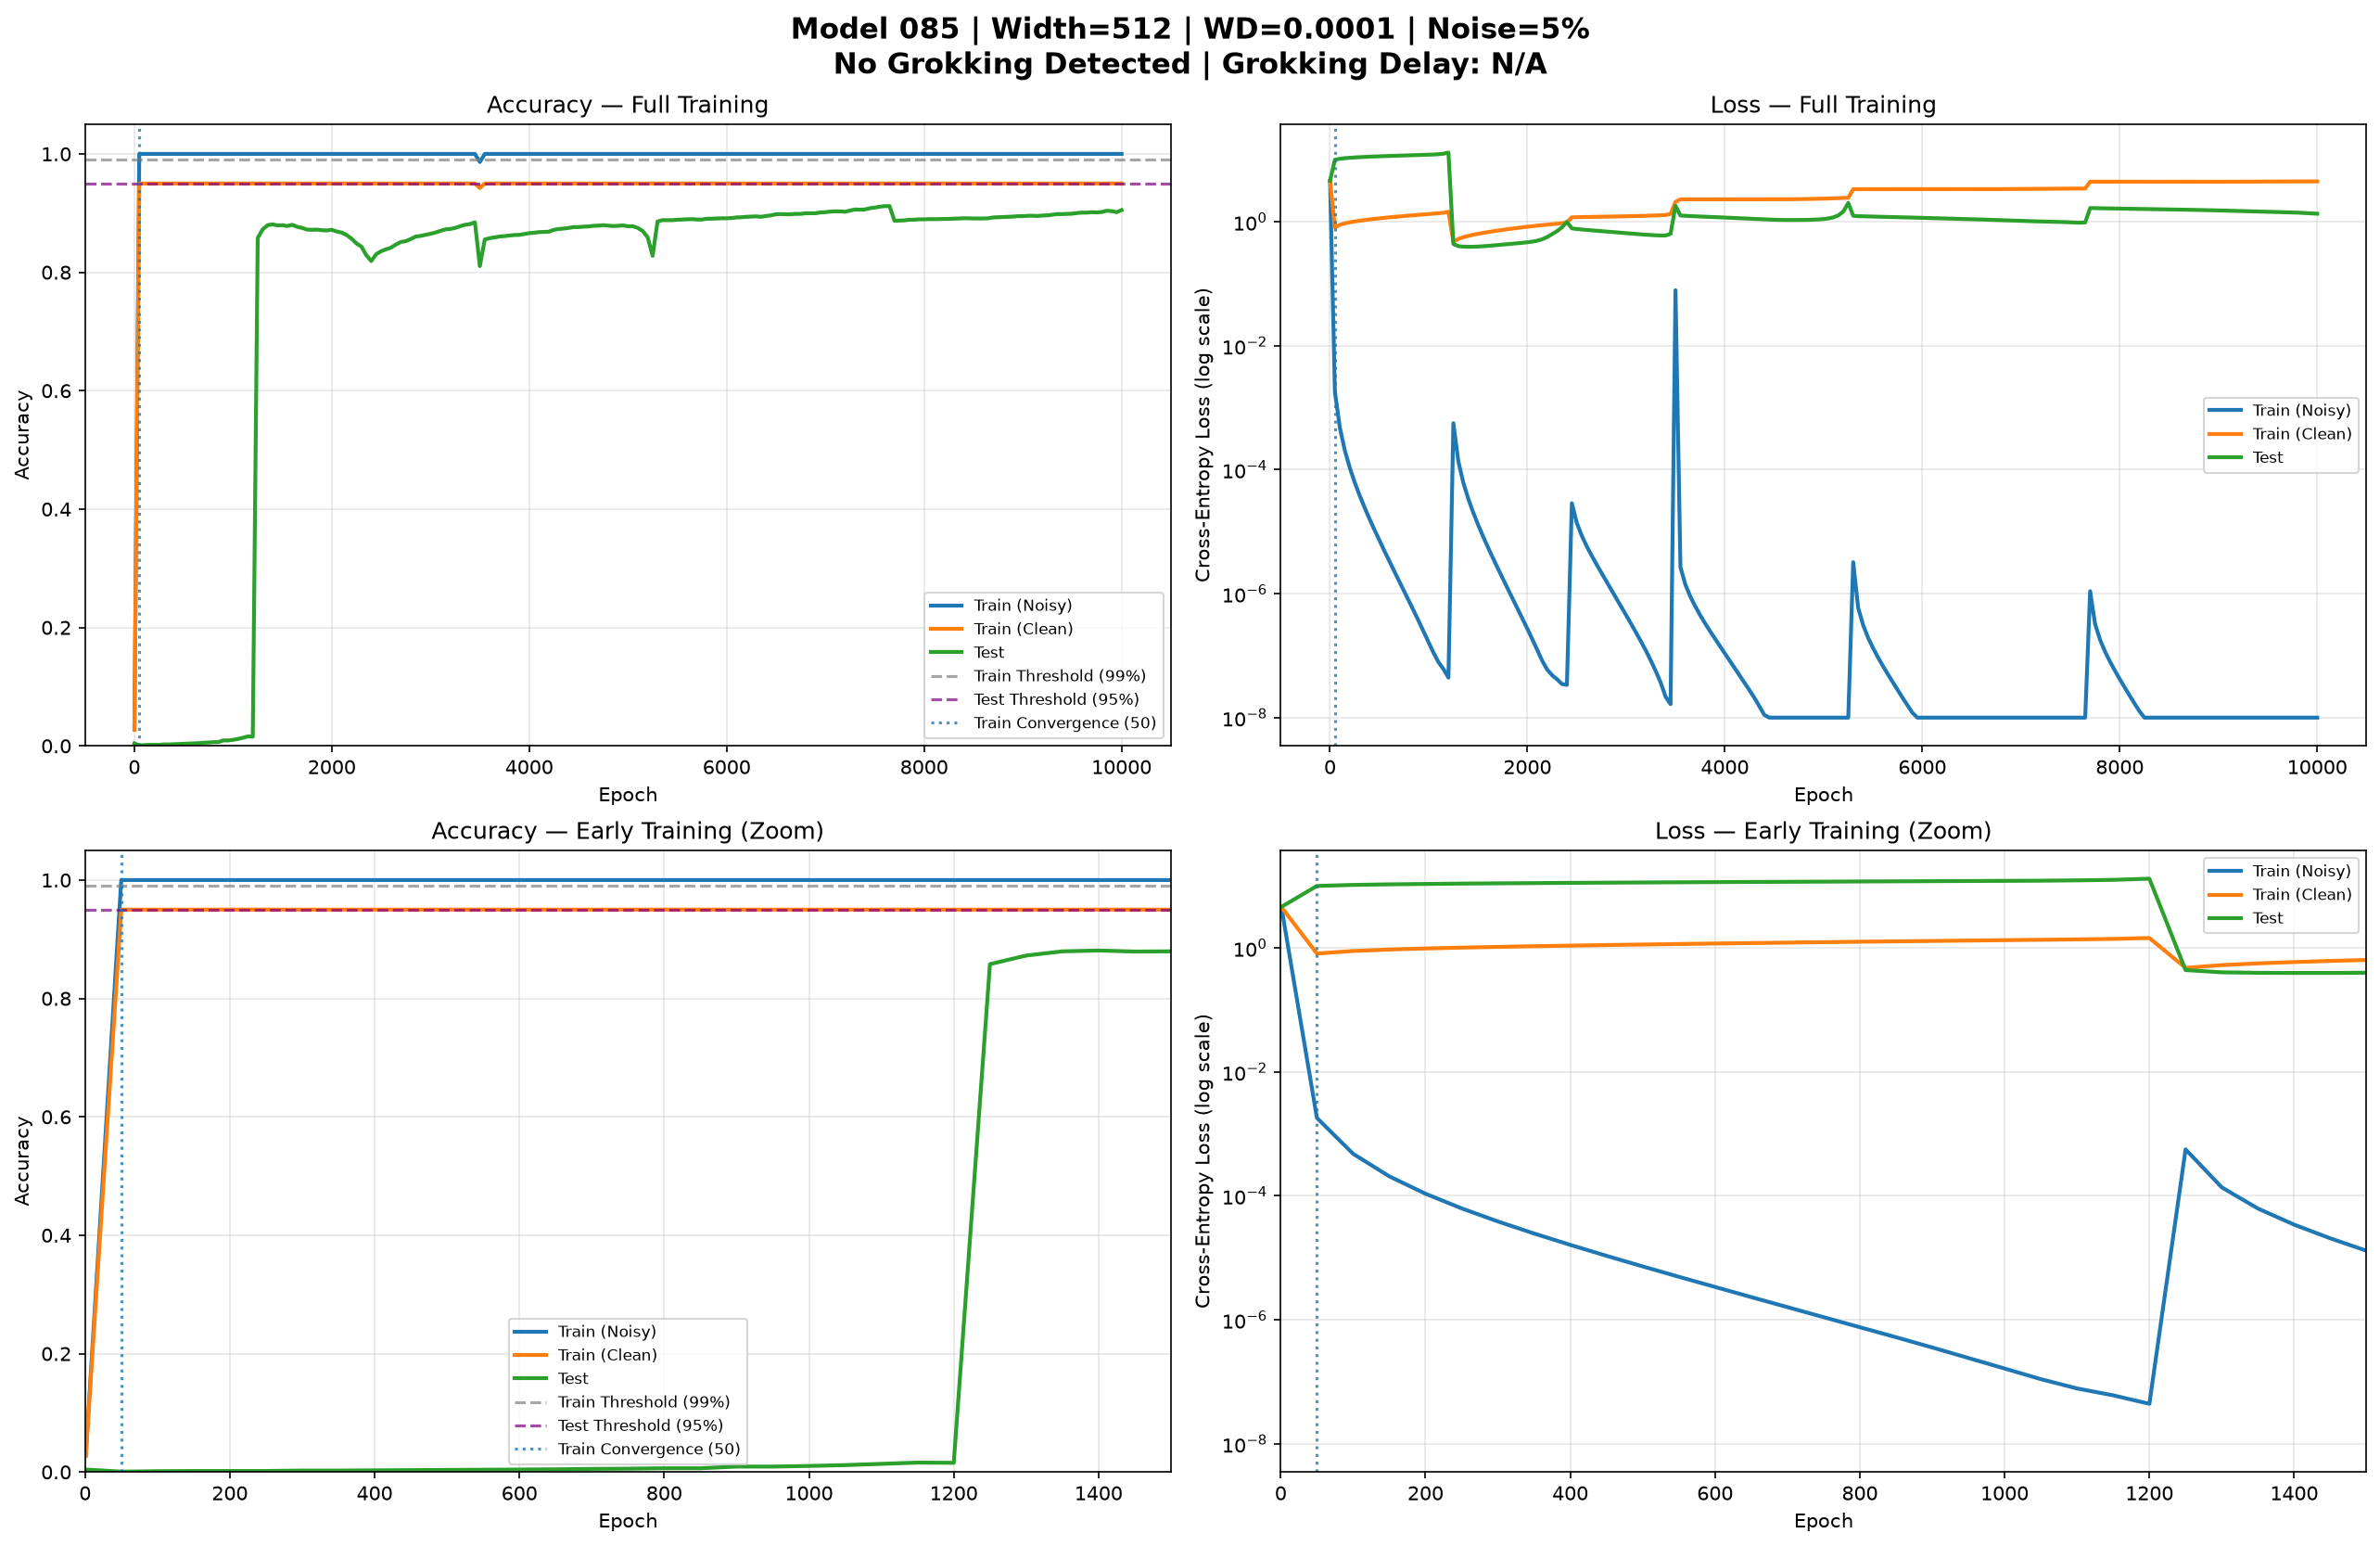 Model 085 | Width=512 | WD=0.0001 | Noise=5%
No Grokking Detected | Grokking Delay: N/A
Accuracy — Full Training
1.0
0.8
0.6
0.4
0.2
0.0
Accuracy
0
2000
4000
6000
8000
10000
Epoch
Train (Noisy)
Train (Clean)
Test
Train Threshold (99%)
Test Threshold (95%)
Train Convergence (50)
Loss — Full Training
10⁰
10⁻²
10⁻⁴
10⁻⁶
10⁻⁸
Cross-Entropy Loss (log scale)
0
2000
4000
6000
8000
10000
Epoch
Train (Noisy)
Train (Clean)
Test
Accuracy — Early Training (Zoom)
1.0
0.8
0.6
0.4
0.2
0.0
Accuracy
0
200
400
600
800
1000
1200
1400
Epoch
Train (Noisy)
Train (Clean)
Test
Train Threshold (99%)
Test Threshold (95%)
Train Convergence (50)
Loss — Early Training (Zoom)
10⁰
10⁻²
10⁻⁴
10⁻⁶
10⁻⁸
Cross-Entropy Loss (log scale)
0
200
400
600
800
1000
1200
1400
Epoch
Train (Noisy)
Train (Clean)
Test